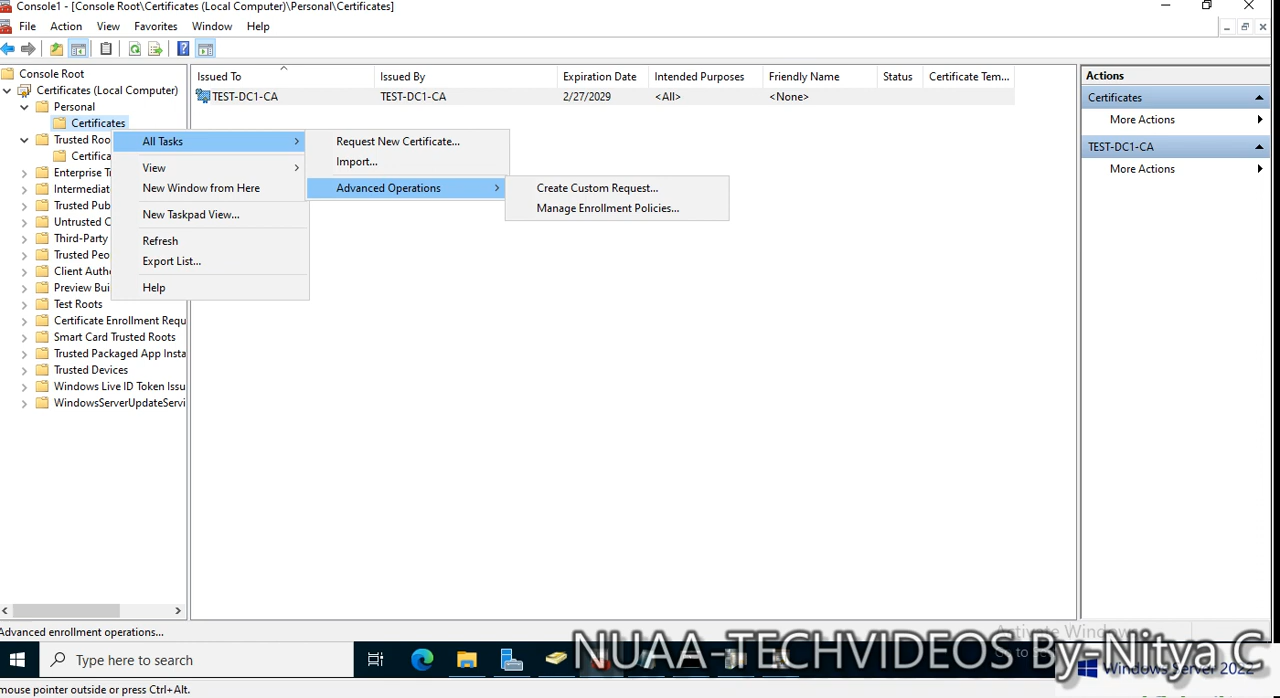 Console1 - [Console Root\Certificates (Local Computer)\Personal\Certificates]
File Action View Favorites Window Help
Console Root
Certificates (Local Computer)
Personal
Certificates
Trusted Roo
Certifica
Enterprise T
Intermediat
Trusted Pub
Untrusted C
Third-Party
Trusted Peo
Client Auth
Preview Bui
Test Roots
Certificate Enrollment Requ
Smart Card Trusted Roots
Trusted Packaged App Insta
Trusted Devices
Windows Live ID Token Issu
WindowsServerUpdateServi
Issued To Issued By Expiration Date Intended Purposes Friendly Name Status Certificate Tem...
TEST-DC1-CA TEST-DC1-CA 2/27/2029 <All> <None>
All Tasks
View
New Window from Here
New Taskpad View...
Refresh
Export List...
Help
Request New Certificate...
Import...
Advanced Operations
Create Custom Request...
Manage Enrollment Policies...
Actions
Certificates
More Actions
TEST-DC1-CA
More Actions
Advanced enrollment operations...
Activate Windows
Go to Se
Type here to search
NUAA-TECHVIDEOS By-Nitya C
Windows Server 2022
mouse pointer outside or press Ctrl+Alt.